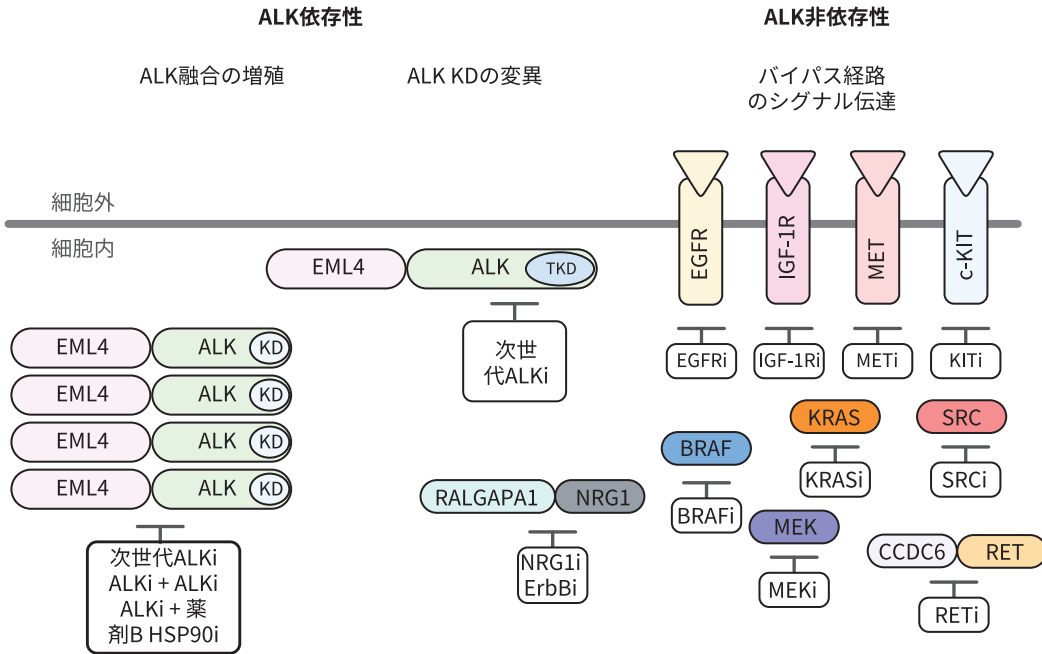 ALK依存性
ALK非依存性
ALK融合の増殖
ALK KDの変異
バイパス経路
のシグナル伝達
細胞外
細胞内
EGFR
IGF-1R
MET
c-KIT
EML4
ALK
TKD
次世
代ALKi
EGFRi
IGF-1Ri
METi
KITi
EML4
ALK
KD
EML4
ALK
KD
EML4
ALK
KD
EML4
ALK
KD
次世代ALKi
ALKi + ALKi
ALKi + 薬
剤B HSP90i
RALGAPA1
NRG1
NRG1i
ErbBi
BRAF
BRAFi
KRAS
KRASi
SRC
SRCi
MEK
MEKi
CCDC6
RET
RETi